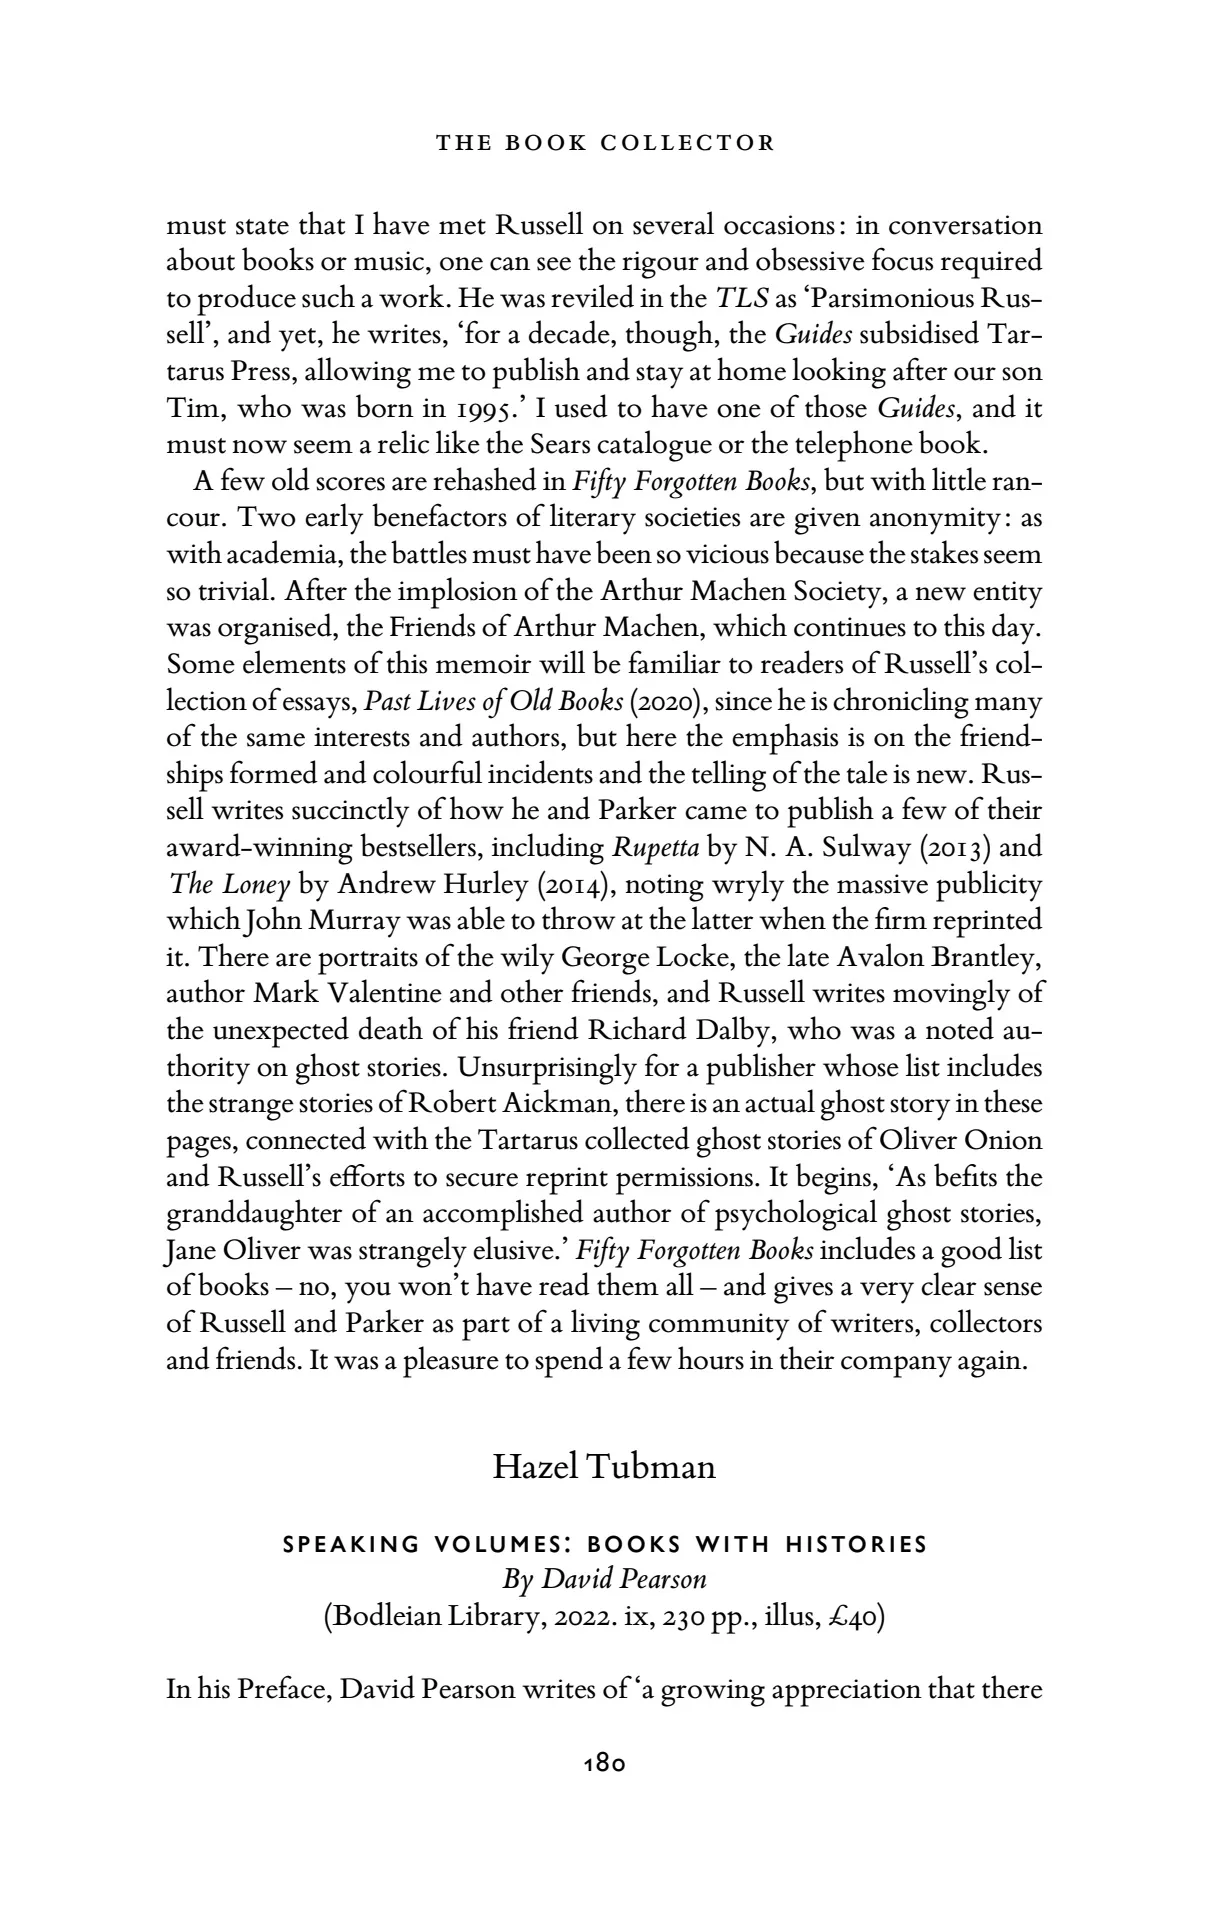 THE BOOK COLLECTOR
must state that I have met Russell on several occasions: in conversation
about books or music, one can see the rigour and obsessive focus required
to produce such a work. He was reviled in the TLS as ‘Parsimonious Rus-
sell’, and yet, he writes, ‘for a decade, though, the Guides subsidised Tar-
tarus Press, allowing me to publish and stay at home looking after our son
Tim, who was born in 1995.’ I used to have one of those Guides, and it
must now seem a relic like the Sears catalogue or the telephone book.
A few old scores are rehashed in Fifty Forgotten Books, but with little ran-
cour. Two early benefactors of literary societies are given anonymity: as
with academia, the battles must have been so vicious because the stakes seem
so trivial. After the implosion of the Arthur Machen Society, a new entity
was organised, the Friends of Arthur Machen, which continues to this day.
Some elements of this memoir will be familiar to readers of Russell’s col-
lection of essays, Past Lives of Old Books (2020), since he is chronicling many
of the same interests and authors, but here the emphasis is on the friend-
ships formed and colourful incidents and the telling of the tale is new. Rus-
sell writes succinctly of how he and Parker came to publish a few of their
award-winning bestsellers, including Rupetta by N. A. Sulway (2013) and
The Loney by Andrew Hurley (2014), noting wryly the massive publicity
which John Murray was able to throw at the latter when the firm reprinted
it. There are portraits of the wily George Locke, the late Avalon Brantley,
author Mark Valentine and other friends, and Russell writes movingly of
the unexpected death of his friend Richard Dalby, who was a noted au-
thority on ghost stories. Unsurprisingly for a publisher whose list includes
the strange stories of Robert Aickman, there is an actual ghost story in these
pages, connected with the Tartarus collected ghost stories of Oliver Onion
and Russell’s efforts to secure reprint permissions. It begins, ‘As befits the
granddaughter of an accomplished author of psychological ghost stories,
Jane Oliver was strangely elusive.’ Fifty Forgotten Books includes a good list
of books – no, you won’t have read them all – and gives a very clear sense
of Russell and Parker as part of a living community of writers, collectors
and friends. It was a pleasure to spend a few hours in their company again.
Hazel Tubman
SPEAKING VOLUMES: BOOKS WITH HISTORIES
By David Pearson
(Bodleian Library, 2022. ix, 230 pp., illus, £40)
In his Preface, David Pearson writes of ‘a growing appreciation that there
180